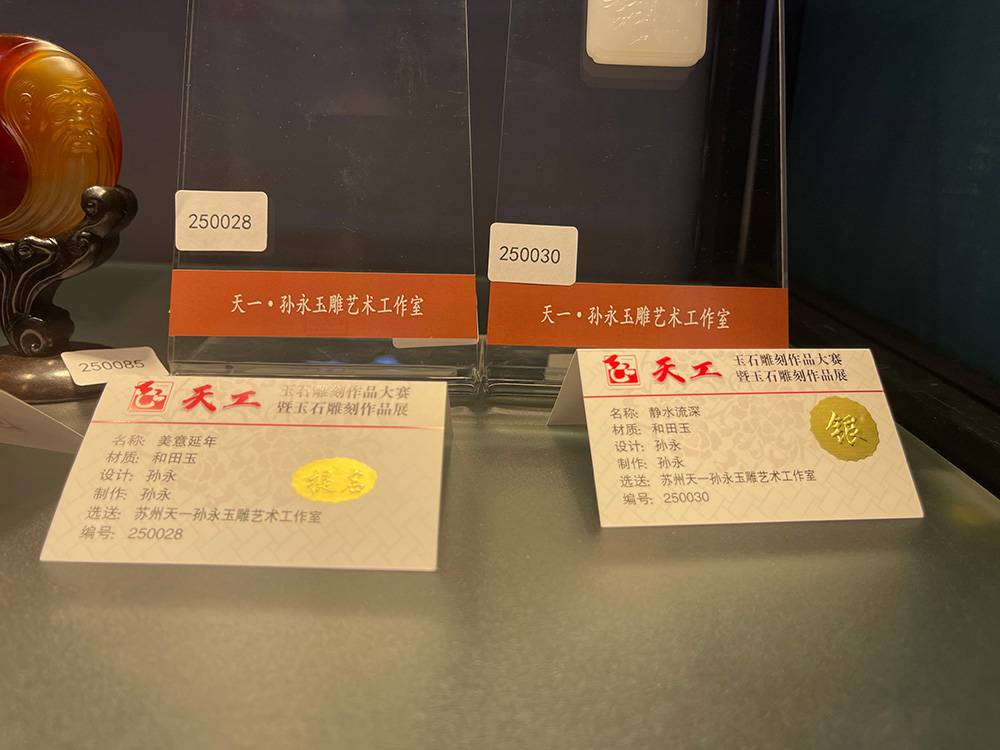 250028
天一•孙永玉雕艺术工作室
250030
天一•孙永玉雕艺术工作室
250085
天工
玉石雕刻作品大赛
暨玉石雕刻作品展
名称: 美意延年
材质: 和田玉
设计: 孙永
制作: 孙永
选送: 苏州天一孙永玉雕艺术工作室
编号: 250028
天工
玉石雕刻作品大赛
暨玉石雕刻作品展
名称: 静水流深
材质: 和田玉
设计: 孙永
制作: 孙永
选送: 苏州天一孙永玉雕艺术工作室
编号: 250030
银